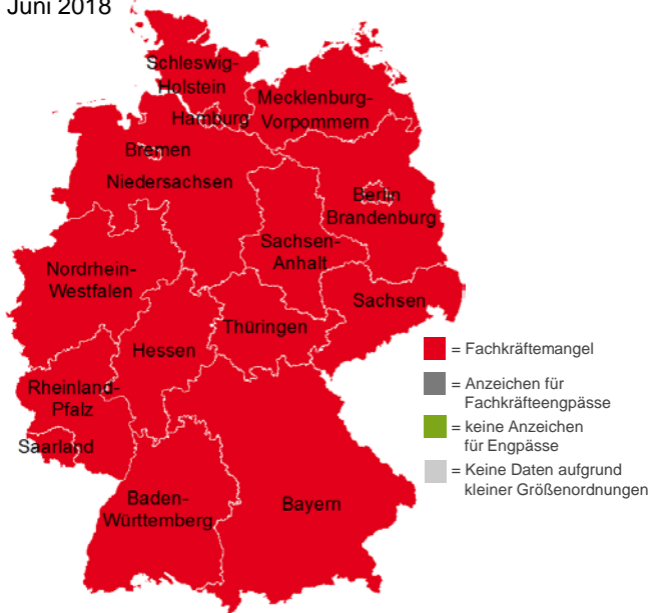 Juni 2018
Schleswig-
Holstein
Mecklenburg-
Vorpommern
Hamburg
Bremen
Niedersachsen
Berlin
Brandenburg
Sachsen-
Anhalt
Nordrhein-
Westfalen
Sachsen
Thüringen
Hessen
Rheinland-
Pfalz
Saarland
Baden-
Württemberg
Bayern
= Fachkräftemangel
= Anzeichen für
Fachkräfteengpässe
= keine Anzeichen
für Engpässe
= Keine Daten aufgrund
kleiner Größenordnungen